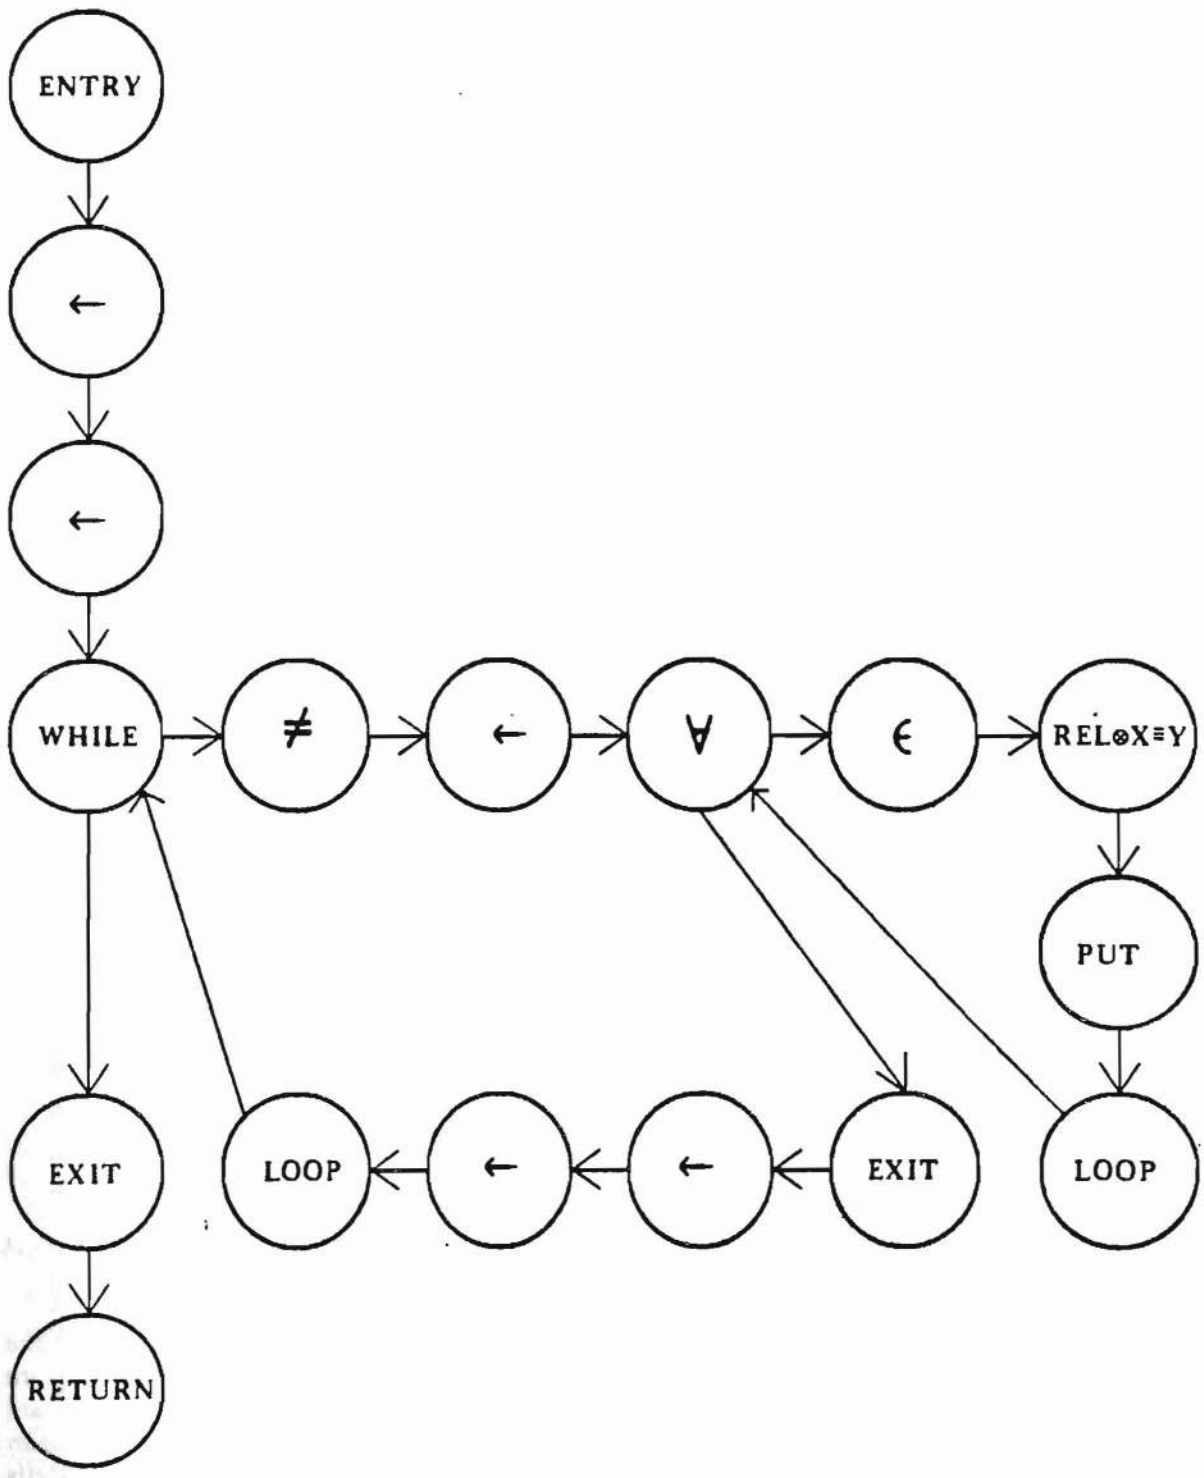 ENTRY
←
←
WHILE ≠ ← ∀ ϵ REL⊗X≡Y
PUT
EXIT LOOP ← ← EXIT LOOP
RETURN